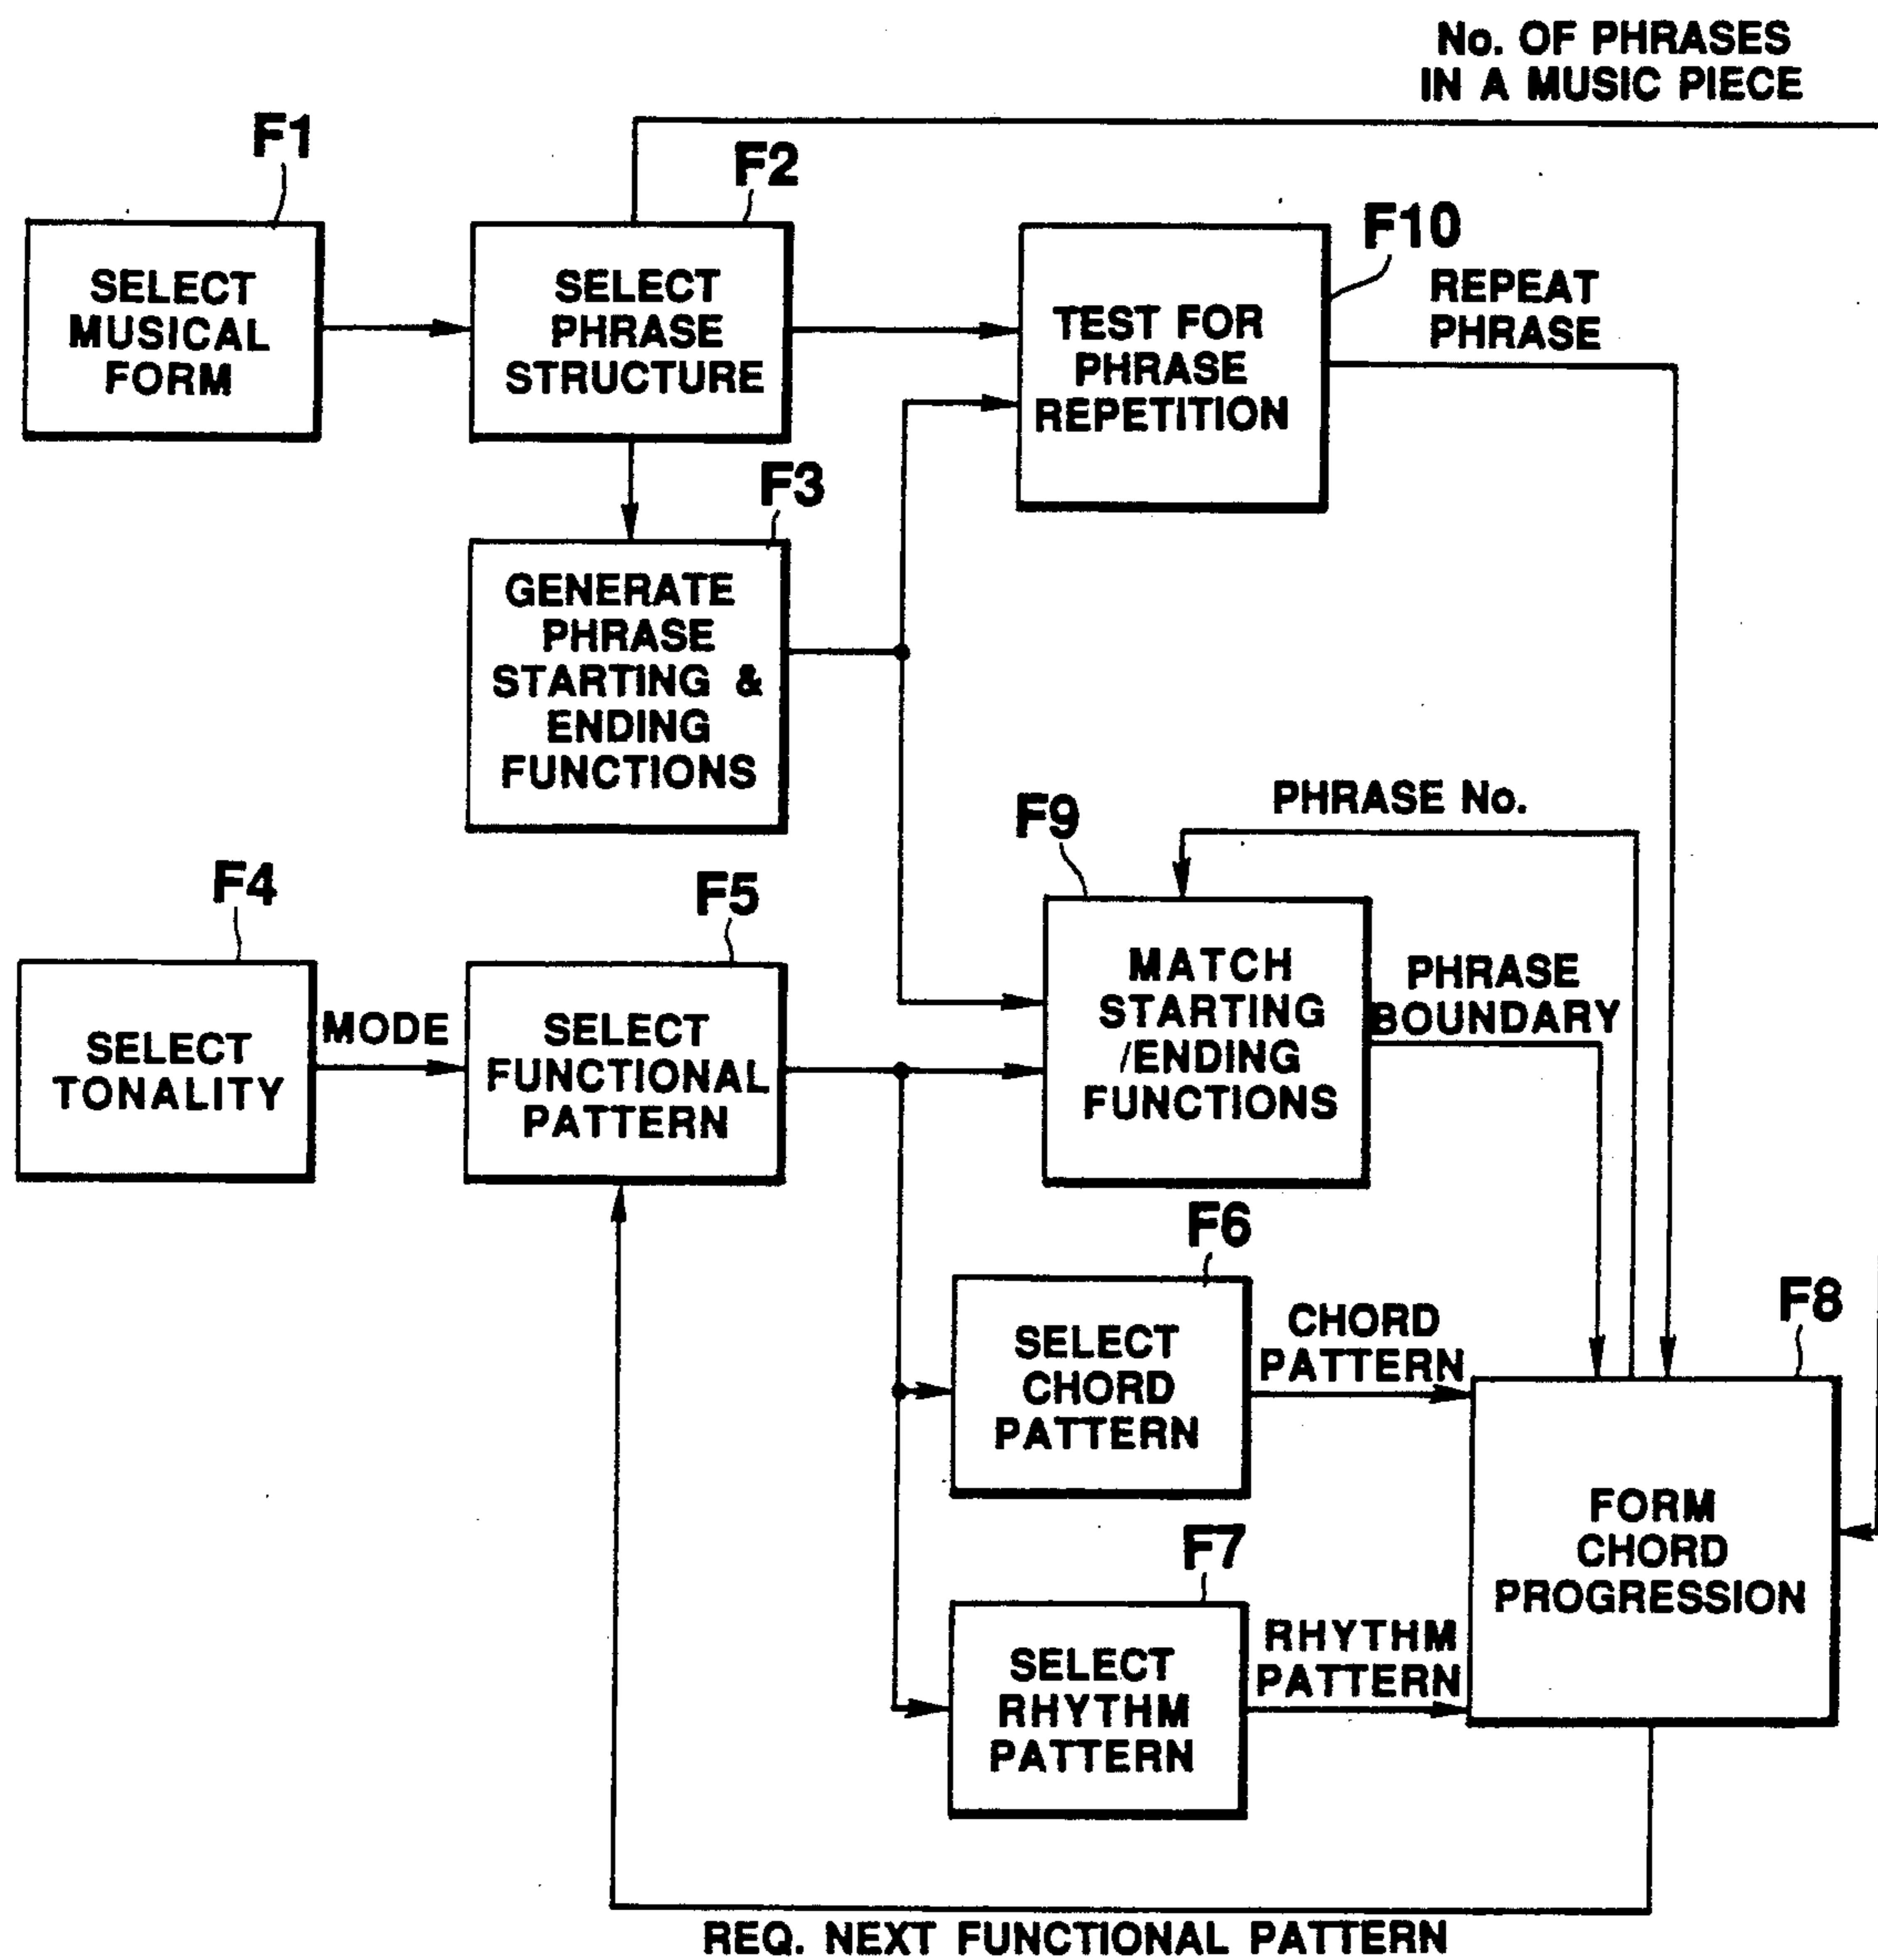 No. OF PHRASES
IN A MUSIC PIECE
F1
F2
F10
SELECT
MUSICAL
FORM
SELECT
PHRASE
STRUCTURE
TEST FOR
PHRASE
REPETITION
REPEAT
PHRASE
F3
GENERATE
PHRASE
STARTING &
ENDING
FUNCTIONS
PHRASE No.
F9
F4
F5
SELECT
TONALITY
MODE
SELECT
FUNCTIONAL
PATTERN
MATCH
STARTING
/ENDING
FUNCTIONS
PHRASE
BOUNDARY
F6
SELECT
CHORD
PATTERN
CHORD
PATTERN
F8
FORM
CHORD
PROGRESSION
F7
SELECT
RHYTHM
PATTERN
RHYTHM
PATTERN
REQ. NEXT FUNCTIONAL PATTERN